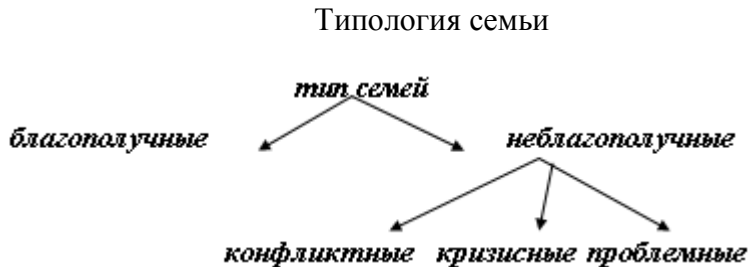 Типология семьи
тип семей
благополучные неблагополучные
конфликтные кризисные проблемные